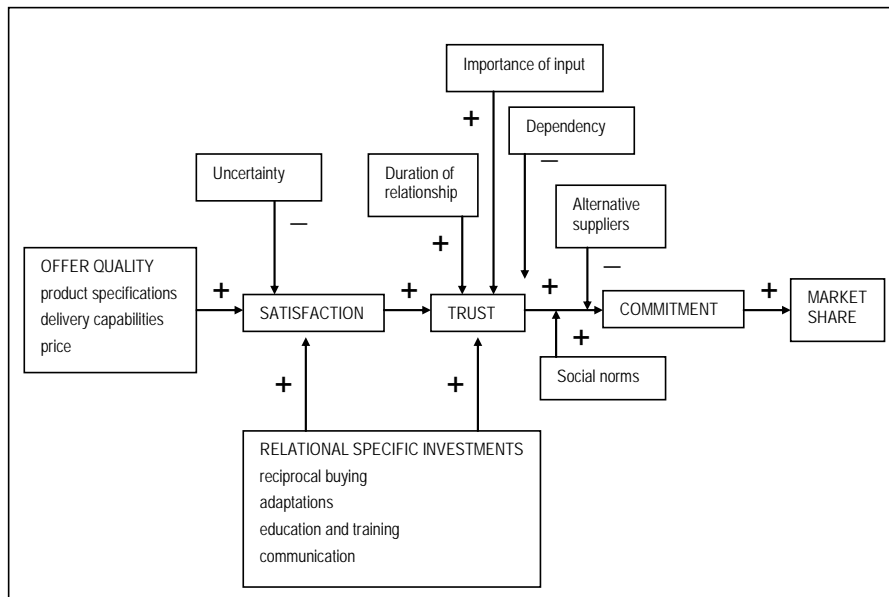 Importance of input
+
Dependency
—
Uncertainty
—
Duration of
relationship
+
Alternative
suppliers
—
OFFER QUALITY
product specifications
delivery capabilities
price
+
SATISFACTION
+
TRUST
+
COMMITMENT
+
MARKET
SHARE
+
Social norms
+
+
RELATIONAL SPECIFIC INVESTMENTS
reciprocal buying
adaptations
education and training
communication